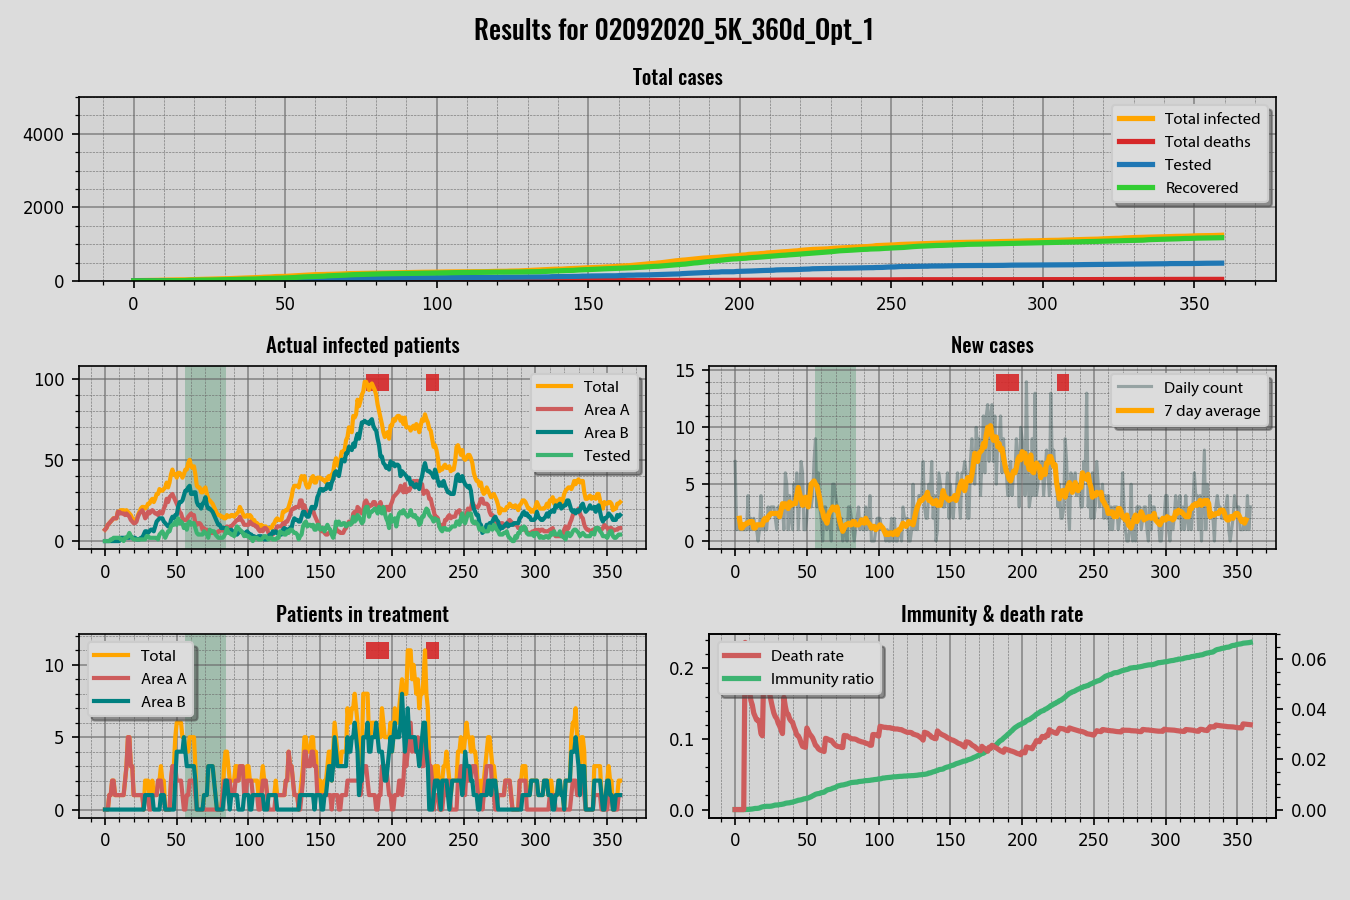 Results for 02092020_5K_360d_Opt_1
Total cases
4000
2000
0
Total infected
Total deaths
Tested
Recovered
0 50 100 150 200 250 300 350
Actual infected patients
100
50
0
Total
Area A
Area B
Tested
0 50 100 150 200 250 300 350
New cases
15
10
5
0
Daily count
7 day average
0 50 100 150 200 250 300 350
Patients in treatment
10
5
0
Total
Area A
Area B
0 50 100 150 200 250 300 350
Immunity & death rate
0.2
0.1
0.0
Death rate
Immunity ratio
0.06
0.04
0.02
0.00
0 50 100 150 200 250 300 350